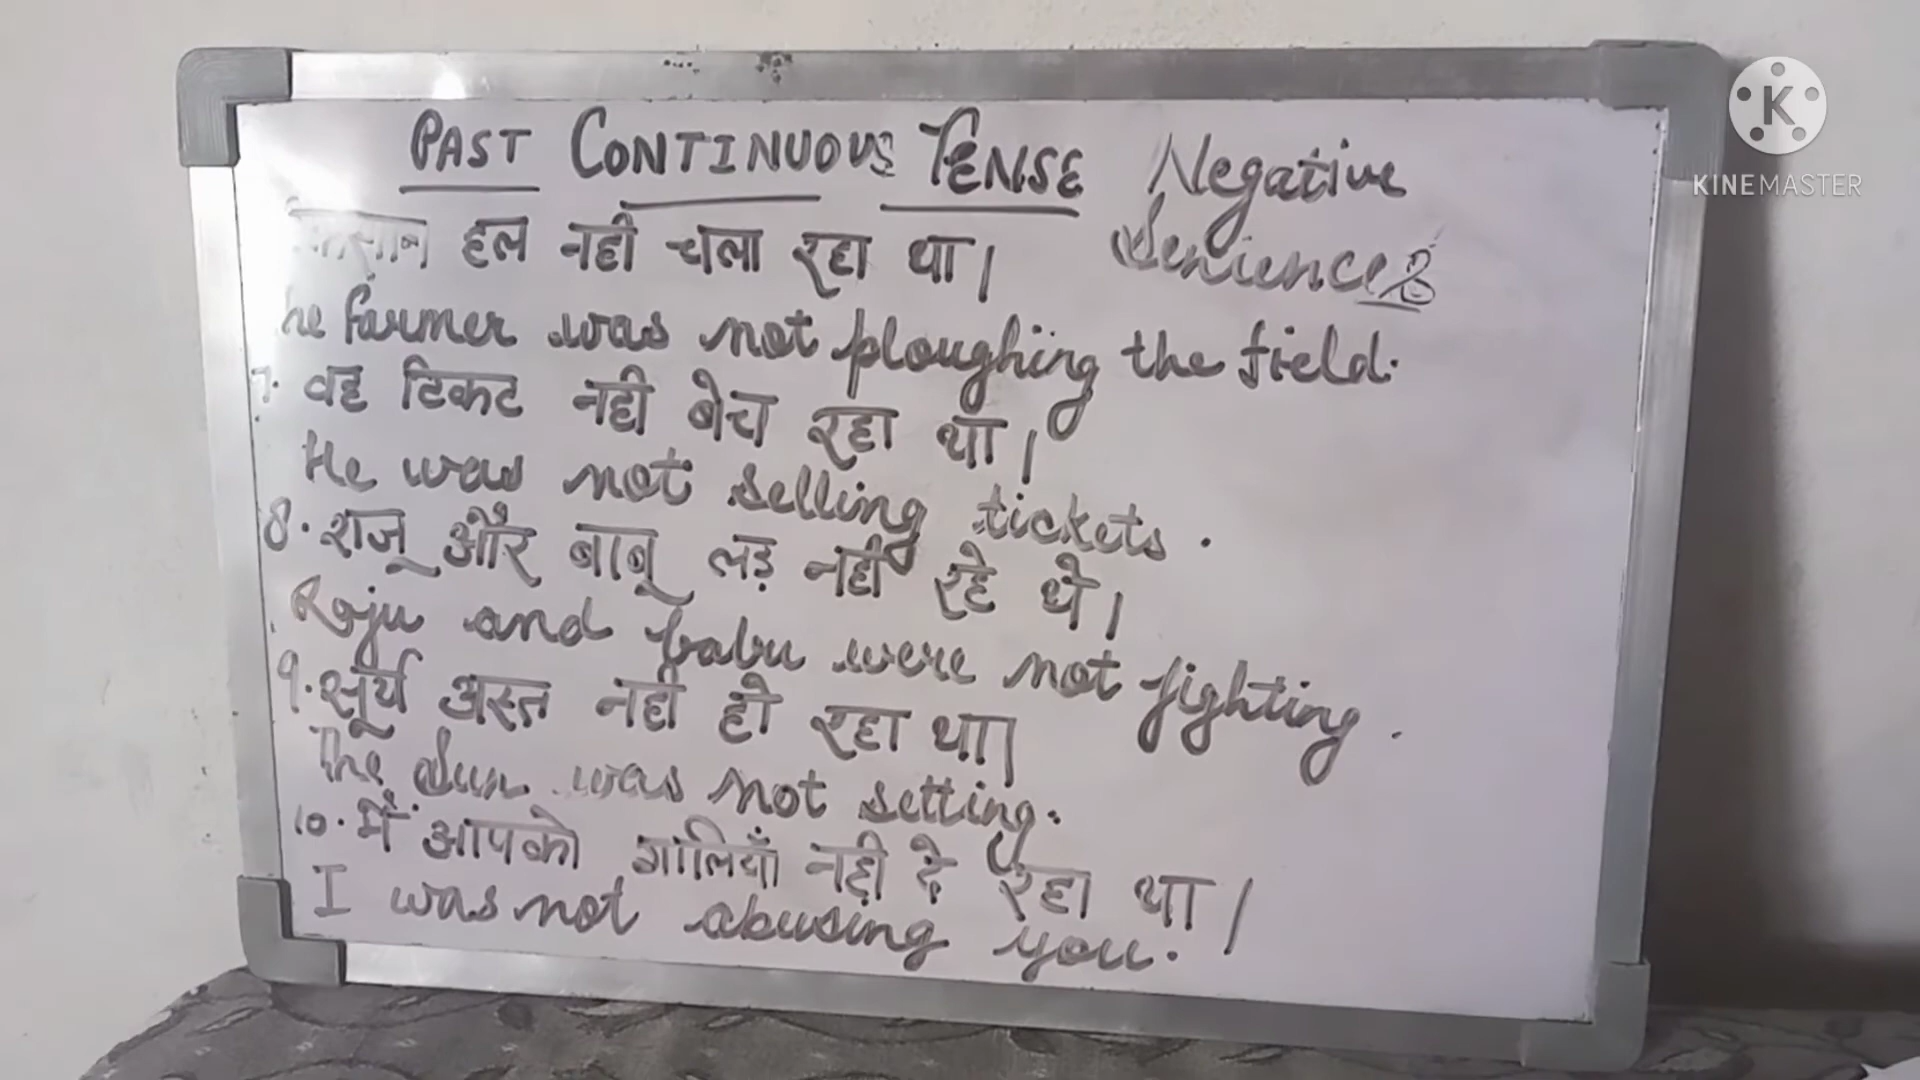 PAST CONTINUOUS TENSE Negative
Sentences
किसान हल नही चला रहा था।
he farmer was not ploughing the field.
7. वह टिकट नही बेच रहा था।
He was not selling tickets.
8. राजू और बाबू लड़ नही रहे थे।
Raju and babu were not fighting.
9. सूर्य अस्त नही हो रहा था।
The Sun was not setting.
10. मैं आपको गालियाँ नही दे रहा था।
I was not abusing you.
K
KINEMASTER